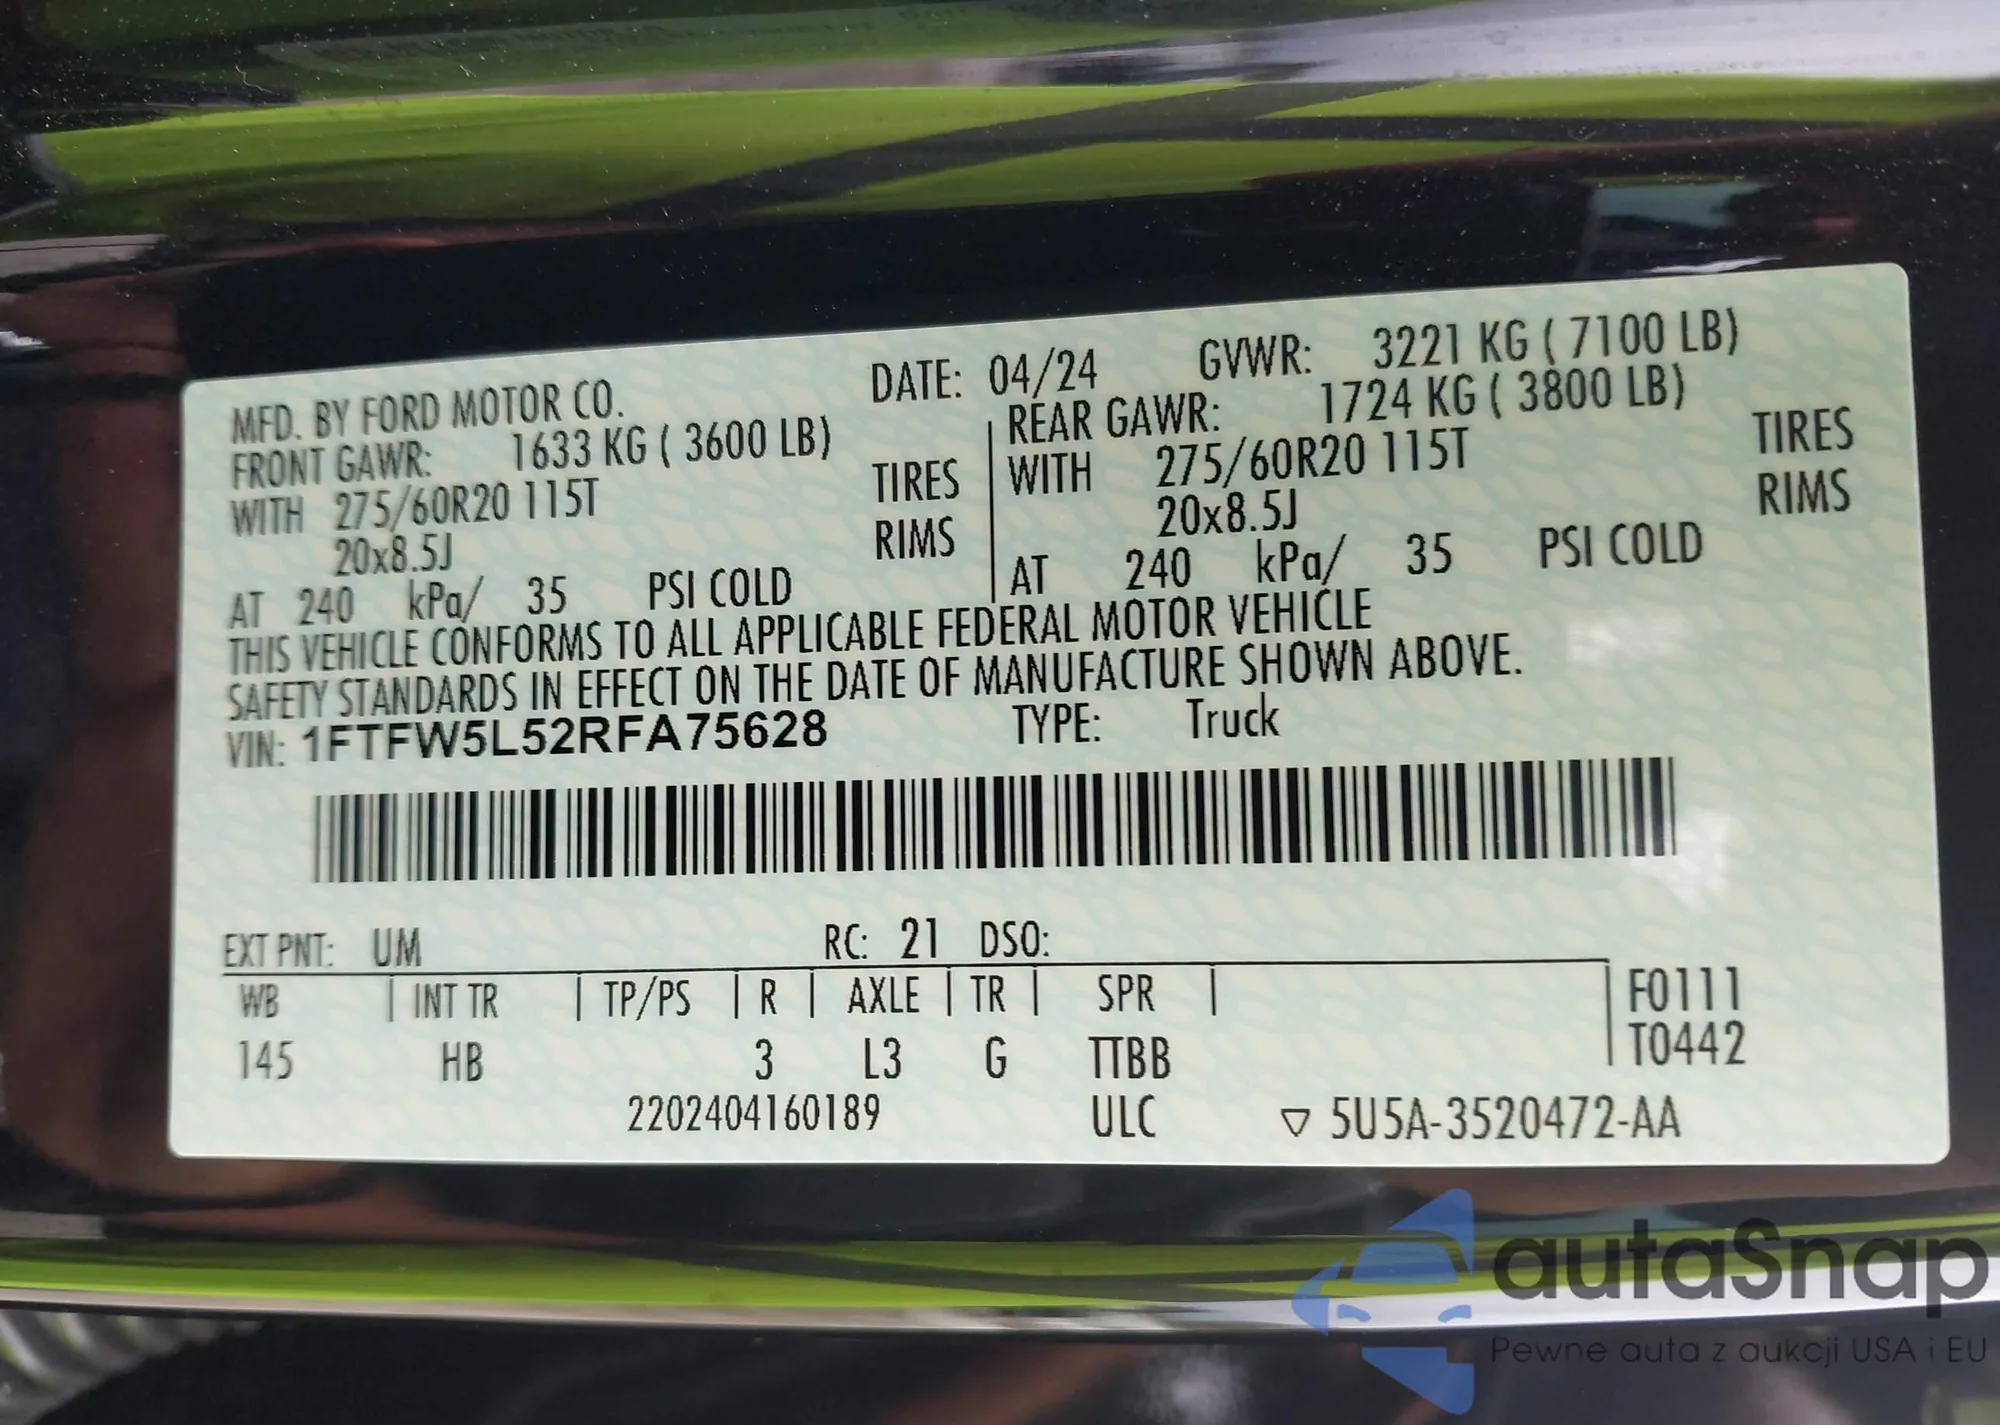 MFD. BY FORD MOTOR CO. DATE: 04/24 GVWR: 3221 KG ( 7100 LB)
FRONT GAWR: 1633 KG ( 3600 LB) REAR GAWR: 1724 KG ( 3800 LB)
WITH 275/60R20 115T TIRES WITH 275/60R20 115T TIRES
20x8.5J RIMS 20x8.5J RIMS
AT 240 kPa/ 35 PSI COLD AT 240 kPa/ 35 PSI COLD
THIS VEHICLE CONFORMS TO ALL APPLICABLE FEDERAL MOTOR VEHICLE
SAFETY STANDARDS IN EFFECT ON THE DATE OF MANUFACTURE SHOWN ABOVE.
VIN: 1FTFW5L52RFA75628 TYPE: Truck
EXT PNT: UM RC: 21 DSO:
WB | INT TR | TP/PS | R | AXLE | TR | SPR | F0111
145 HB 3 L3 G TTBB T0442
2202404160189 ULC ▽ 5U5A-3520472-AA
autaSnap
Pewne auta z aukcji USA i EU